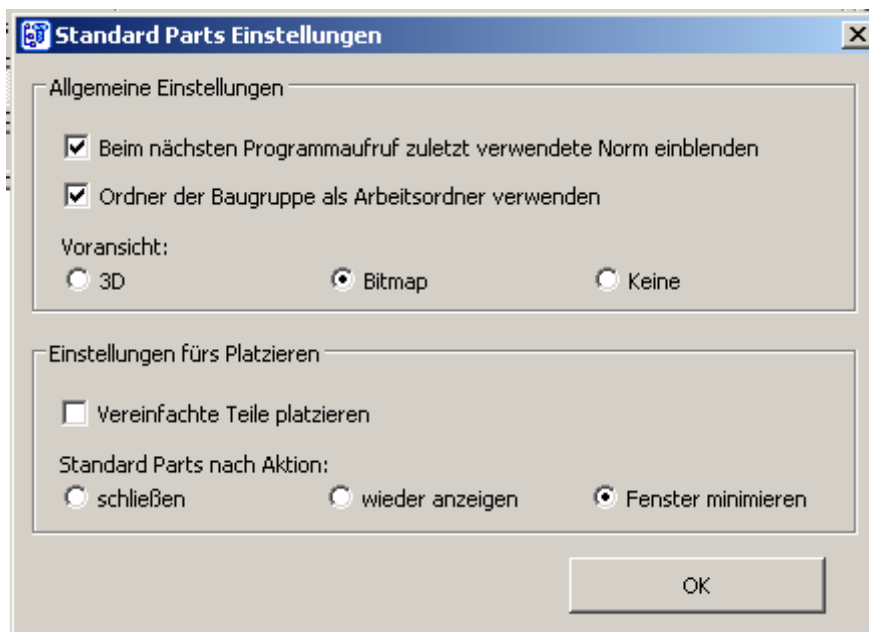 Standard Parts Einstellungen
Allgemeine Einstellungen
Beim nächsten Programmaufruf zuletzt verwendete Norm einblenden
Ordner der Baugruppe als Arbeitsordner verwenden
Voransicht:
3D Bitmap Keine
Einstellungen fürs Platzieren
Vereinfachte Teile platzieren
Standard Parts nach Aktion:
schließen wieder anzeigen Fenster minimieren
OK